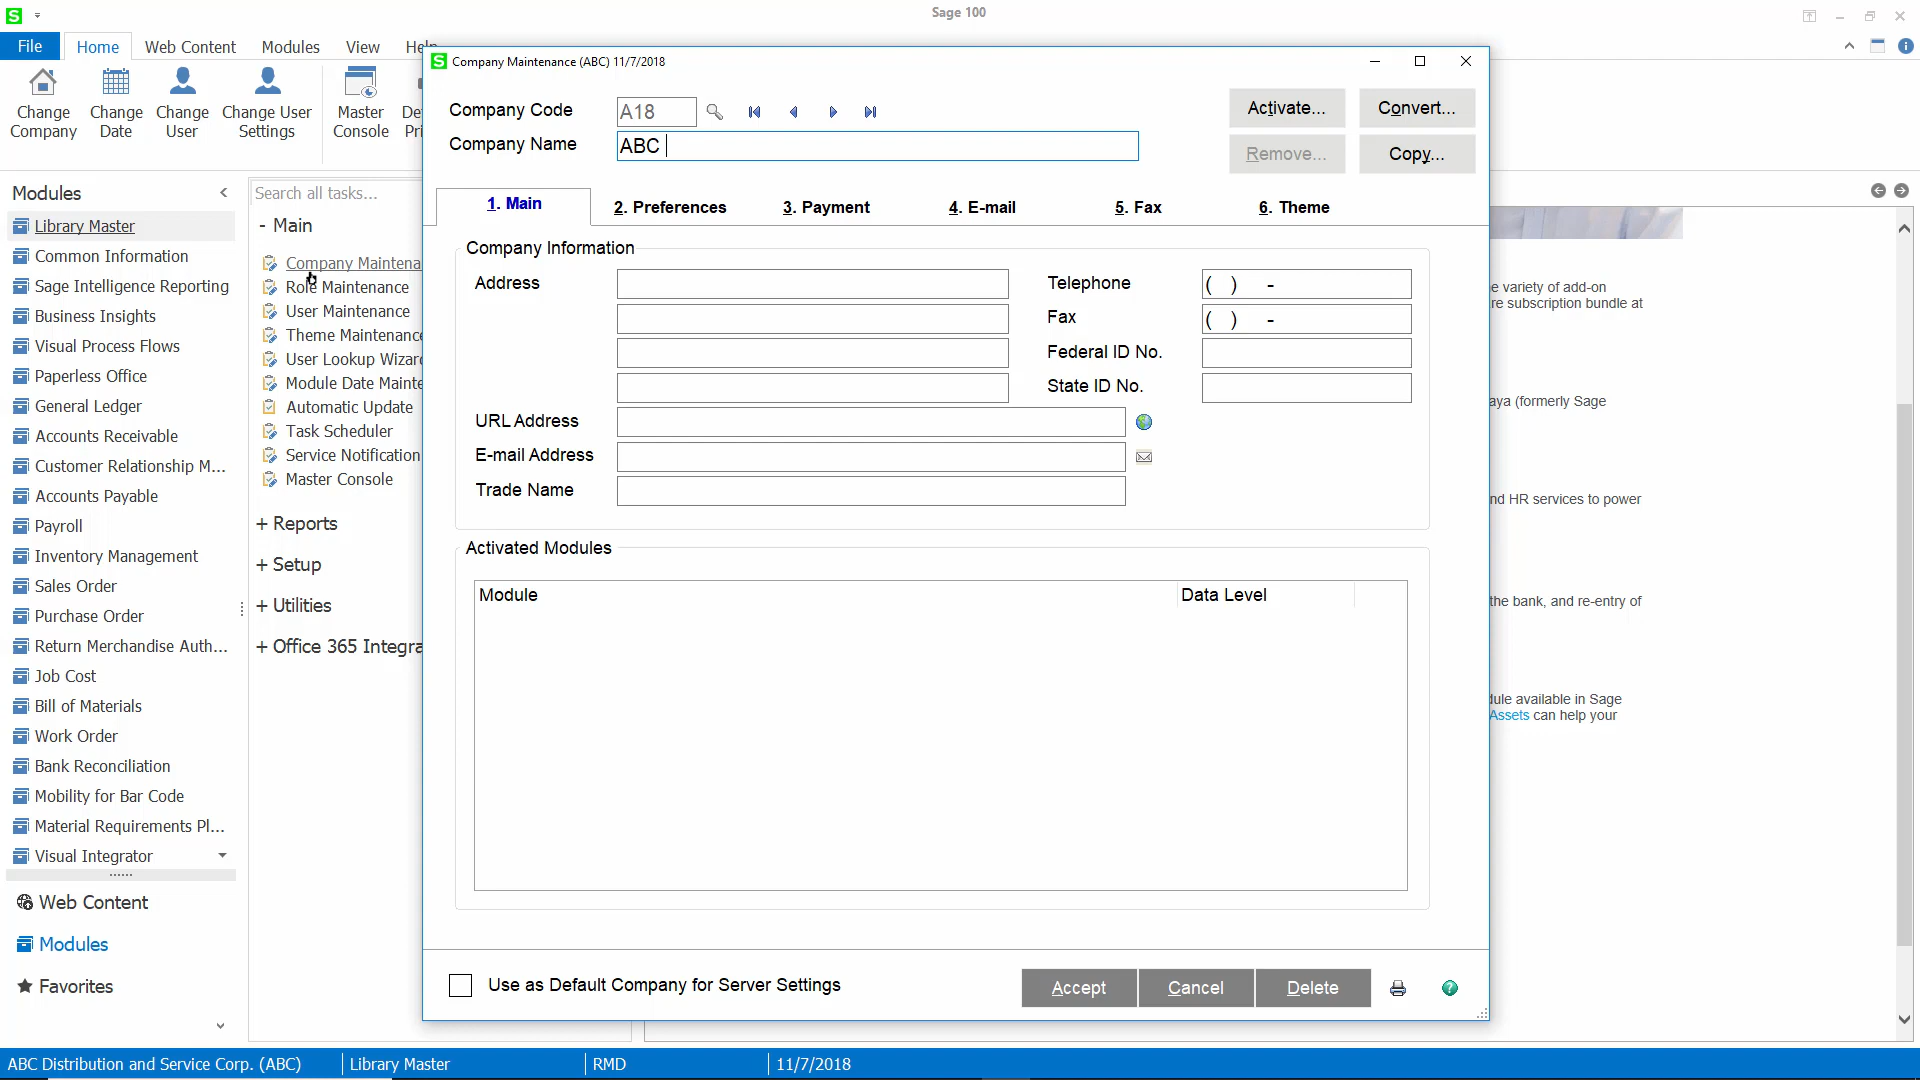 Sage 100
File Home Web Content Modules View Help
Change Company
Change Date
Change User
Change User Settings
Master Console
Company Maintenance (ABC) 11/7/2018
Company Code A18
Company Name ABC
Activate... Convert...
Remove... Copy...
1. Main 2. Preferences 3. Payment 4. E-mail 5. Fax 6. Theme
Company Information
Address
Telephone ( ) -
Fax ( ) -
Federal ID No.
State ID No.
URL Address
E-mail Address
Trade Name
Activated Modules
Module Data Level
Use as Default Company for Server Settings
Accept Cancel Delete
Modules
Library Master
Common Information
Sage Intelligence Reporting
Business Insights
Visual Process Flows
Paperless Office
General Ledger
Accounts Receivable
Customer Relationship M...
Accounts Payable
Payroll
Inventory Management
Sales Order
Purchase Order
Return Merchandise Auth...
Job Cost
Bill of Materials
Work Order
Bank Reconciliation
Mobility for Bar Code
Material Requirements Pl...
Visual Integrator
Web Content
Modules
Favorites
Search all tasks...
- Main
Company Maintena
Role Maintenance
User Maintenance
Theme Maintenance
User Lookup Wizard
Module Date Mainte
Automatic Update
Task Scheduler
Service Notification
Master Console
+ Reports
+ Setup
+ Utilities
+ Office 365 Integra
e variety of add-on
re subscription bundle at
aya (formerly Sage
nd HR services to power
the bank, and re-entry of
dule available in Sage
Assets can help your
ABC Distribution and Service Corp. (ABC) Library Master RMD 11/7/2018